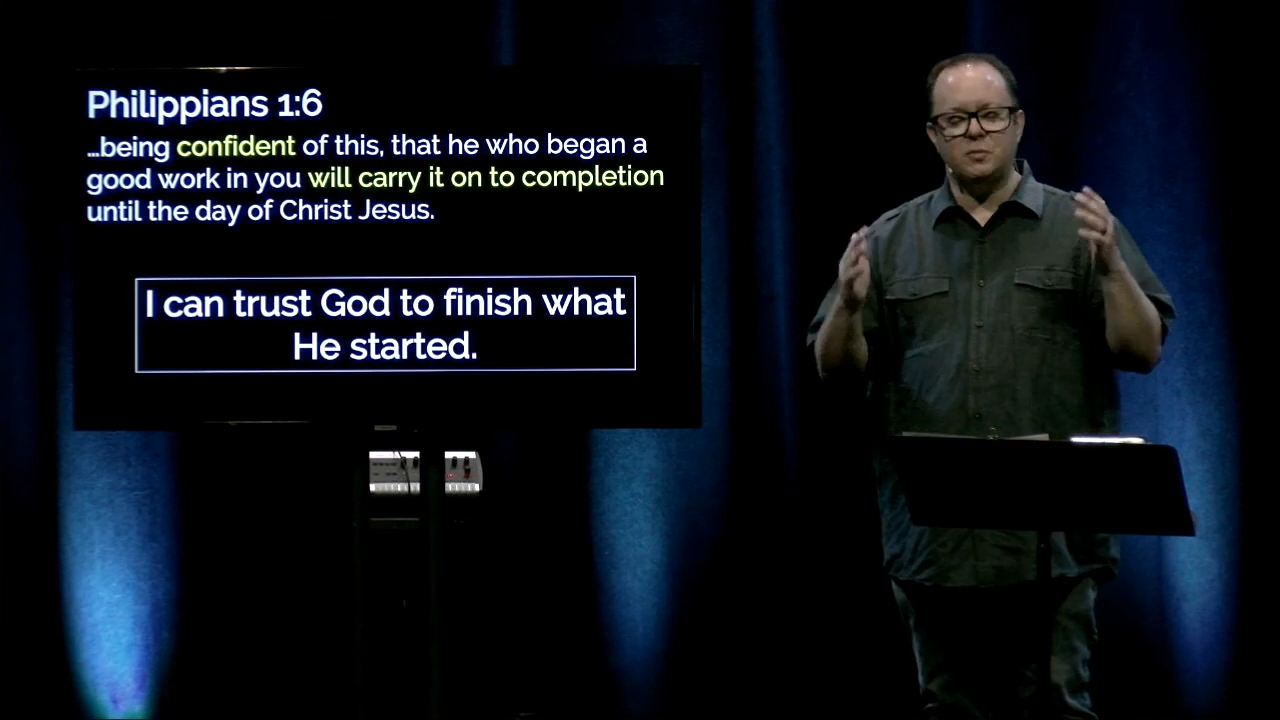 Philippians 1:6
…being confident of this, that he who began a
good work in you will carry it on to completion
until the day of Christ Jesus.
I can trust God to finish what
He started.